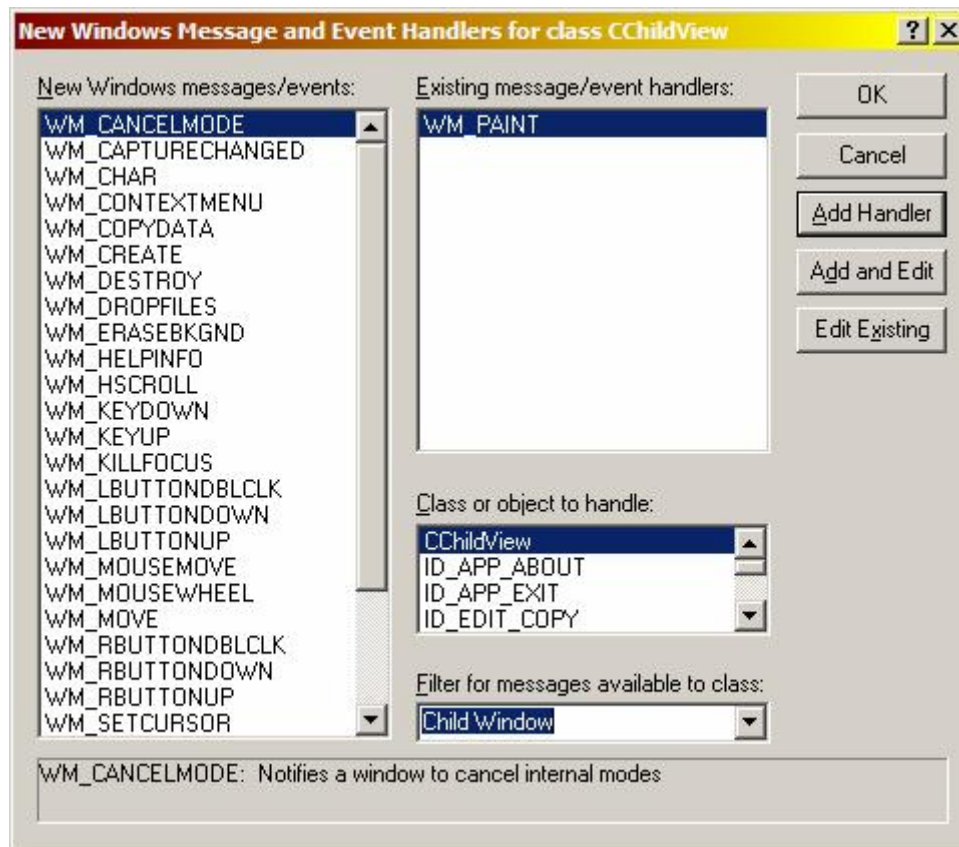 New Windows Message and Event Handlers for class CChildView
New Windows messages/events:
WM_CANCELMODE
WM_CAPTURECHANGED
WM_CHAR
WM_CONTEXTMENU
WM_COPYDATA
WM_CREATE
WM_DESTROY
WM_DROPFILES
WM_ERASEBKGND
WM_HELPINFO
WM_HSCROLL
WM_KEYDOWN
WM_KEYUP
WM_KILLFOCUS
WM_LBUTTONDBLCLK
WM_LBUTTONDOWN
WM_LBUTTONUP
WM_MOUSEMOVE
WM_MOUSEWHEEL
WM_MOVE
WM_RBUTTONDBLCLK
WM_RBUTTONDOWN
WM_RBUTTONUP
WM_SETCURSOR
Existing message/event handlers:
WM_PAINT
Class or object to handle:
CChildView
ID_APP_ABOUT
ID_APP_EXIT
ID_EDIT_COPY
Filter for messages available to class:
Child Window
OK
Cancel
Add Handler
Add and Edit
Edit Existing
WM_CANCELMODE: Notifies a window to cancel internal modes